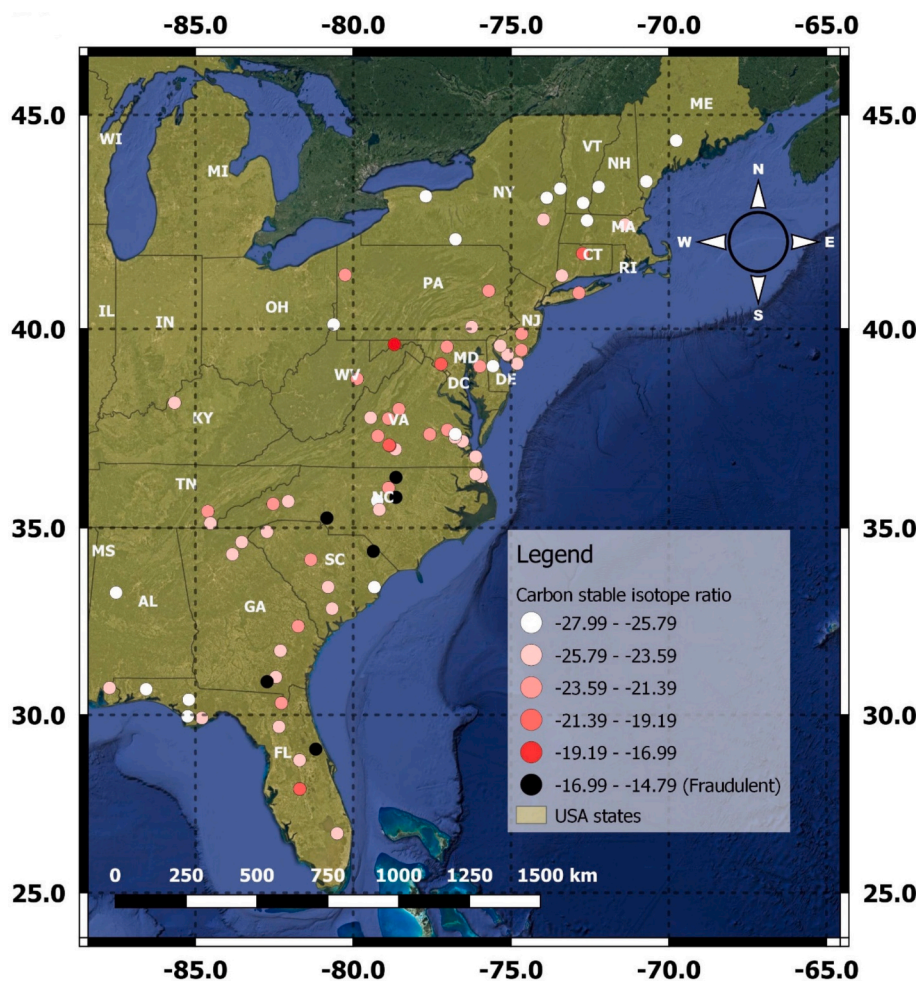 -85.0 -80.0 -75.0 -70.0 -65.0
45.0 45.0
ME
WI
VT
NH
MI
NY
N
MA
W E
CT
RI
PA
S
OH
IL
IN
NJ
40.0 40.0
MD
WV
DC
DE
KY
VA
TN
NC
35.0 35.0
MS
SC
AL
GA
Legend
Carbon stable isotope ratio
-27.99 - -25.79
-25.79 - -23.59
-23.59 - -21.39
-21.39 - -19.19
-19.19 - -16.99
-16.99 - -14.79 (Fraudulent)
USA states
30.0 30.0
FL
0 250 500 750 1000 1250 1500 km
25.0 25.0
-85.0 -80.0 -75.0 -70.0 -65.0